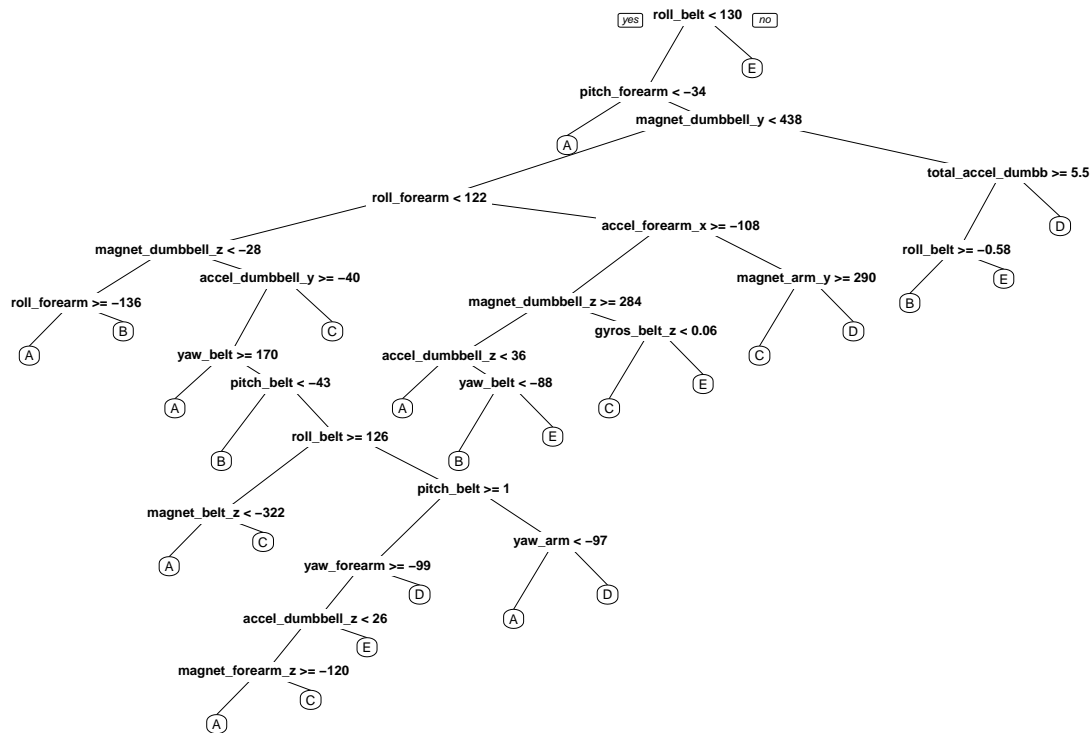 yes roll_belt < 130 no
E
pitch_forearm < −34
magnet_dumbbell_y < 438
A
total_accel_dumbb >= 5.5
roll_forearm < 122
D
accel_forearm_x >= −108
magnet_dumbbell_z < −28
roll_belt >= −0.58
accel_dumbbell_y >= −40
magnet_arm_y >= 290
E
roll_forearm >= −136
magnet_dumbbell_z >= 284
B
B
C
D
gyros_belt_z < 0.06
A
yaw_belt >= 170
accel_dumbbell_z < 36
C
pitch_belt < −43
yaw_belt < −88
E
A
A
C
roll_belt >= 126
E
B
B
pitch_belt >= 1
magnet_belt_z < −322
C
yaw_arm < −97
A
yaw_forearm >= −99
D
D
accel_dumbbell_z < 26
A
E
magnet_forearm_z >= −120
C
A